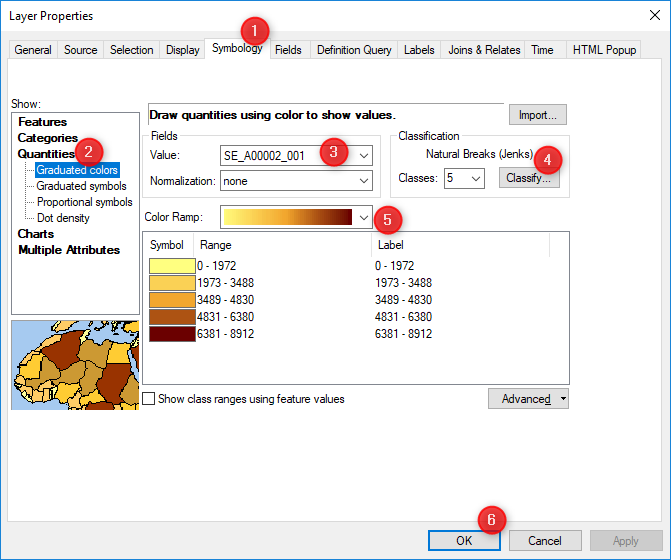 Layer Properties
1
General Source Selection Display Symbology Fields Definition Query Labels Joins & Relates Time HTML Popup
Show:
Features
Categories
Quantities
2
Graduated colors
Graduated symbols
Proportional symbols
Dot density
Charts
Multiple Attributes
Draw quantities using color to show values.
Import...
Fields
Value: SE_A00002_001
3
Normalization: none
Classification
Natural Breaks (Jenks)
4
Classes: 5 Classify...
Color Ramp:
5
Symbol Range Label
0 - 1972 0 - 1972
1973 - 3488 1973 - 3488
3489 - 4830 3489 - 4830
4831 - 6380 4831 - 6380
6381 - 8912 6381 - 8912
Show class ranges using feature values
Advanced
6
OK Cancel Apply